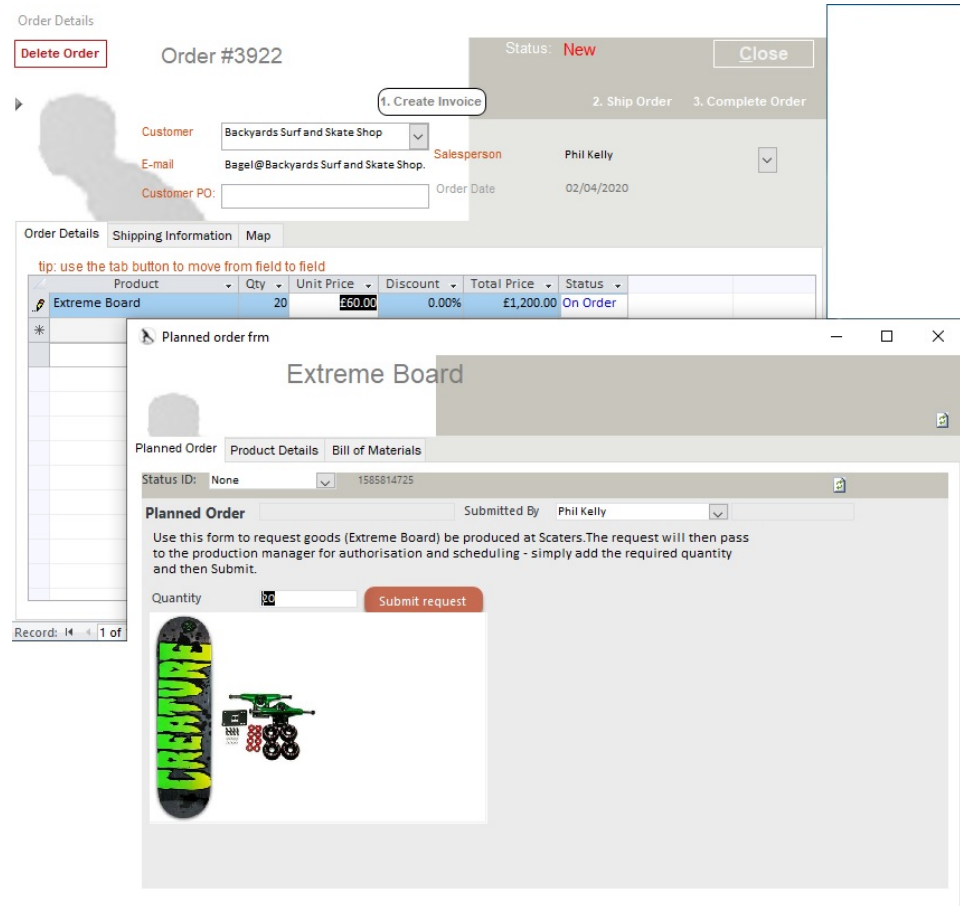 Order Details
Delete Order
Order #3922
Status: New
Close
1. Create Invoice
2. Ship Order
3. Complete Order
Customer Backyards Surf and Skate Shop
E-mail Bagel@Backyards Surf and Skate Shop.
Customer PO:
Salesperson Phil Kelly
Order Date 02/04/2020
Order Details Shipping Information Map
tip: use the tab button to move from field to field
Product Qty Unit Price Discount Total Price Status
Extreme Board 20 £60.00 0.00% £1,200.00 On Order
Record: 1 of
Planned order frm
Extreme Board
Planned Order Product Details Bill of Materials
Status ID: None 1585814725
Planned Order Submitted By Phil Kelly
Use this form to request goods (Extreme Board) be produced at Scaters.The request will then pass
to the production manager for authorisation and scheduling - simply add the required quantity
and then Submit.
Quantity 20 Submit request
CREATURE